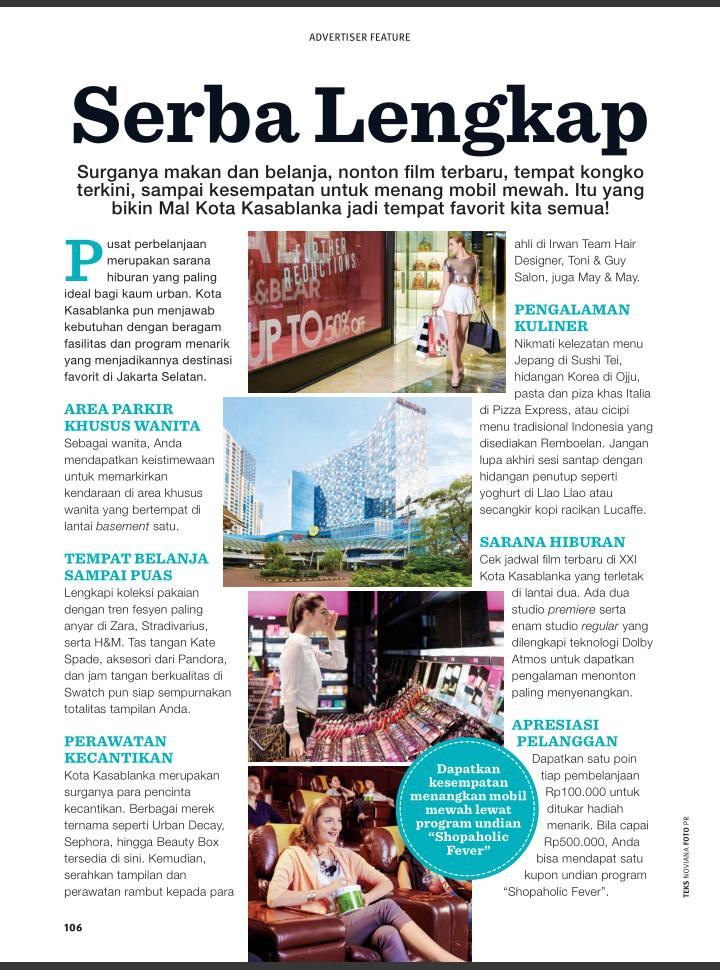 ADVERTISER FEATURE
Serba Lengkap
Surganya makan dan belanja, nonton film terbaru, tempat kongko
terkini, sampai kesempatan untuk menang mobil mewah. Itu yang
bikin Mal Kota Kasablanka jadi tempat favorit kita semua!
Pusat perbelanjaan
merupakan sarana
hiburan yang paling
ideal bagi kaum urban. Kota
Kasablanka pun menjawab
kebutuhan dengan beragam
fasilitas dan program menarik
yang menjadikannya destinasi
favorit di Jakarta Selatan.
AREA PARKIR
KHUSUS WANITA
Sebagai wanita, Anda
mendapatkan keistimewaan
untuk memarkirkan
kendaraan di area khusus
wanita yang bertempat di
lantai basement satu.
TEMPAT BELANJA
SAMPAI PUAS
Lengkapi koleksi pakaian
dengan tren fesyen paling
anyar di Zara, Stradivarius,
serta H&M. Tas tangan Kate
Spade, aksesori dari Pandora,
dan jam tangan berkualitas di
Swatch pun siap sempurnakan
totalitas tampilan Anda.
PERAWATAN
KECANTIKAN
Kota Kasablanka merupakan
surganya para pencinta
kecantikan. Berbagai merek
ternama seperti Urban Decay,
Sephora, hingga Beauty Box
tersedia di sini. Kemudian,
serahkan tampilan dan
perawatan rambut kepada para
FURTHER
REDUCTIONS
&BEAR
UP TO 50% OFF
Dapatkan
kesempatan
menangkan mobil
mewah lewat
program undian
“Shopaholic
Fever”
ahli di Irwan Team Hair
Designer, Toni & Guy
Salon, juga May & May.
PENGALAMAN
KULINER
Nikmati kelezatan menu
Jepang di Sushi Tei,
hidangan Korea di Ojju,
pasta dan piza khas Italia
di Pizza Express, atau cicipi
menu tradisional Indonesia yang
disediakan Remboelan. Jangan
lupa akhiri sesi santap dengan
hidangan penutup seperti
yoghurt di Llao Llao atau
secangkir kopi racikan Lucaffe.
SARANA HIBURAN
Cek jadwal film terbaru di XXI
Kota Kasablanka yang terletak
di lantai dua. Ada dua
studio premiere serta
enam studio regular yang
dilengkapi teknologi Dolby
Atmos untuk dapatkan
pengalaman menonton
paling menyenangkan.
APRESIASI
PELANGGAN
Dapatkan satu poin
tiap pembelanjaan
Rp100.000 untuk
ditukar hadiah
menarik. Bila capai
Rp500.000, Anda
bisa mendapat satu
kupon undian program
“Shopaholic Fever”.
TEKS NOVIANA FOTO PR
106